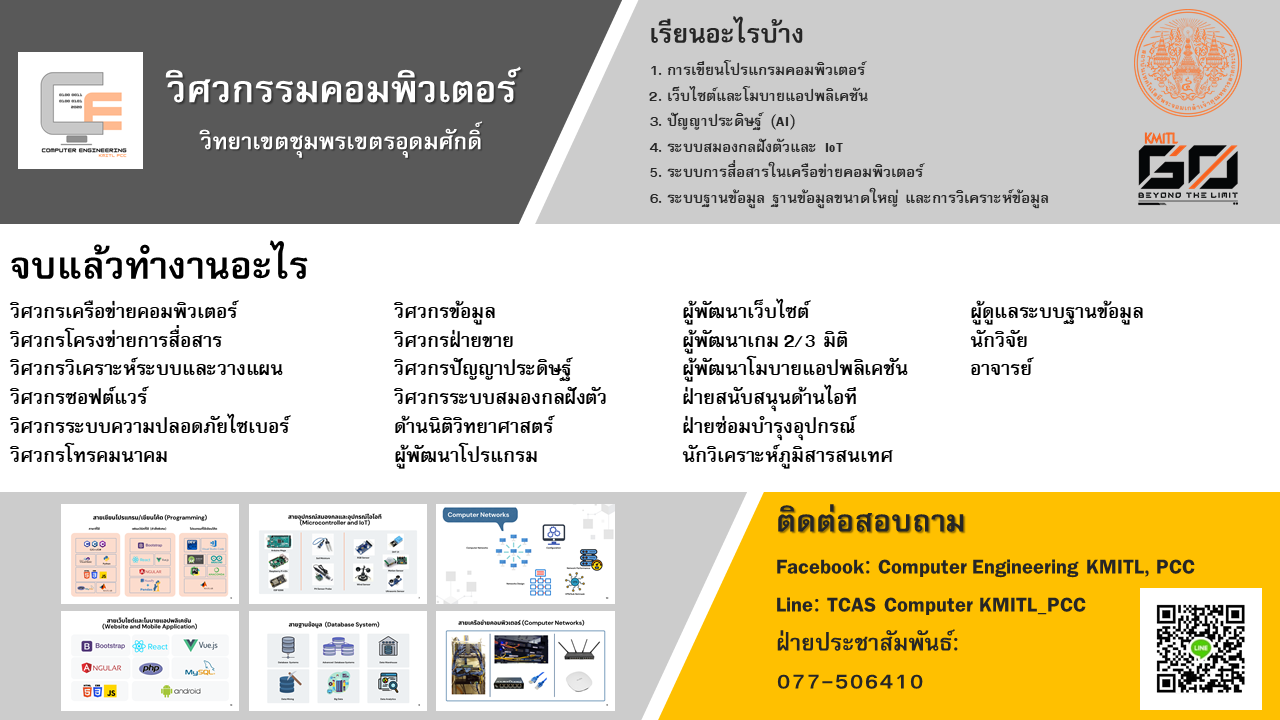 วิศวกรรมคอมพิวเตอร์
วิทยาเขตชุมพรเขตรอุดมศักดิ์
COMPUTER ENGINEERING
KMITL PCC
เรียนอะไรบ้าง
1. การเขียนโปรแกรมคอมพิวเตอร์
2. เว็บไซต์และโมบายแอปพลิเคชัน
3. ปัญญาประดิษฐ์ (AI)
4. ระบบสมองกลฝังตัวและ IoT
5. ระบบการสื่อสารในเครือข่ายคอมพิวเตอร์
6. ระบบฐานข้อมูล ฐานข้อมูลขนาดใหญ่ และการวิเคราะห์ข้อมูล
KMITL
GO
BEYOND THE LIMIT
จบแล้วทำงานอะไร
วิศวกรเครือข่ายคอมพิวเตอร์
วิศวกรโครงข่ายการสื่อสาร
วิศวกรวิเคราะห์ระบบและวางแผน
วิศวกรซอฟต์แวร์
วิศวกรระบบความปลอดภัยไซเบอร์
วิศวกรโทรคมนาคม
วิศวกรข้อมูล
วิศวกรฝ่ายขาย
วิศวกรปัญญาประดิษฐ์
วิศวกรระบบสมองกลฝังตัว
ด้านนิติวิทยาศาสตร์
ผู้พัฒนาโปรแกรม
ผู้พัฒนาเว็บไซต์
ผู้พัฒนาเกม 2/3 มิติ
ผู้พัฒนาโมบายแอปพลิเคชัน
ฝ่ายสนับสนุนด้านไอที
ฝ่ายซ่อมบำรุงอุปกรณ์
นักวิเคราะห์ภูมิสารสนเทศ
ผู้ดูแลระบบฐานข้อมูล
นักวิจัย
อาจารย์
สายเขียนโปรแกรม/เขียนโค้ด (Programming)
Bootstrap
React
ANGULAR
สายอุปกรณ์สมองกลและอุปกรณ์ไอโอที
(Microcontroller and IoT)
Computer Networks
สายเว็บไซต์และโมบายแอปพลิเคชัน
(Website and Mobile Application)
Bootstrap
React
Vue.js
ANGULAR
php
MySQL
HTML CSS JS
android
สายฐานข้อมูล (Database System)
สายเครือข่ายคอมพิวเตอร์ (Computer Networks)
ติดต่อสอบถาม
Facebook: Computer Engineering KMITL, PCC
Line: TCAS Computer KMITL_PCC
ฝ่ายประชาสัมพันธ์:
077-506410
LINE